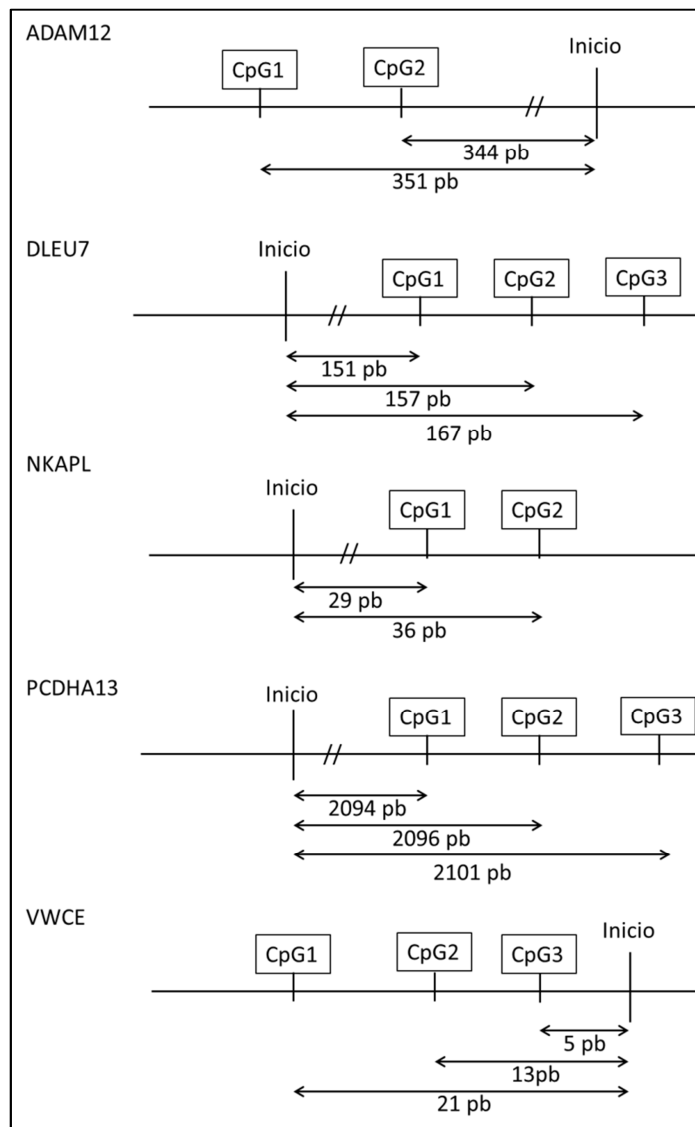 ADAM12
Inicio
CpG1 CpG2
344 pb
351 pb
DLEU7
Inicio
CpG1 CpG2 CpG3
151 pb
157 pb
167 pb
NKAPL
Inicio
CpG1 CpG2
29 pb
36 pb
PCDHA13
Inicio
CpG1 CpG2 CpG3
2094 pb
2096 pb
2101 pb
VWCE
Inicio
CpG1 CpG2 CpG3
5 pb
13pb
21 pb